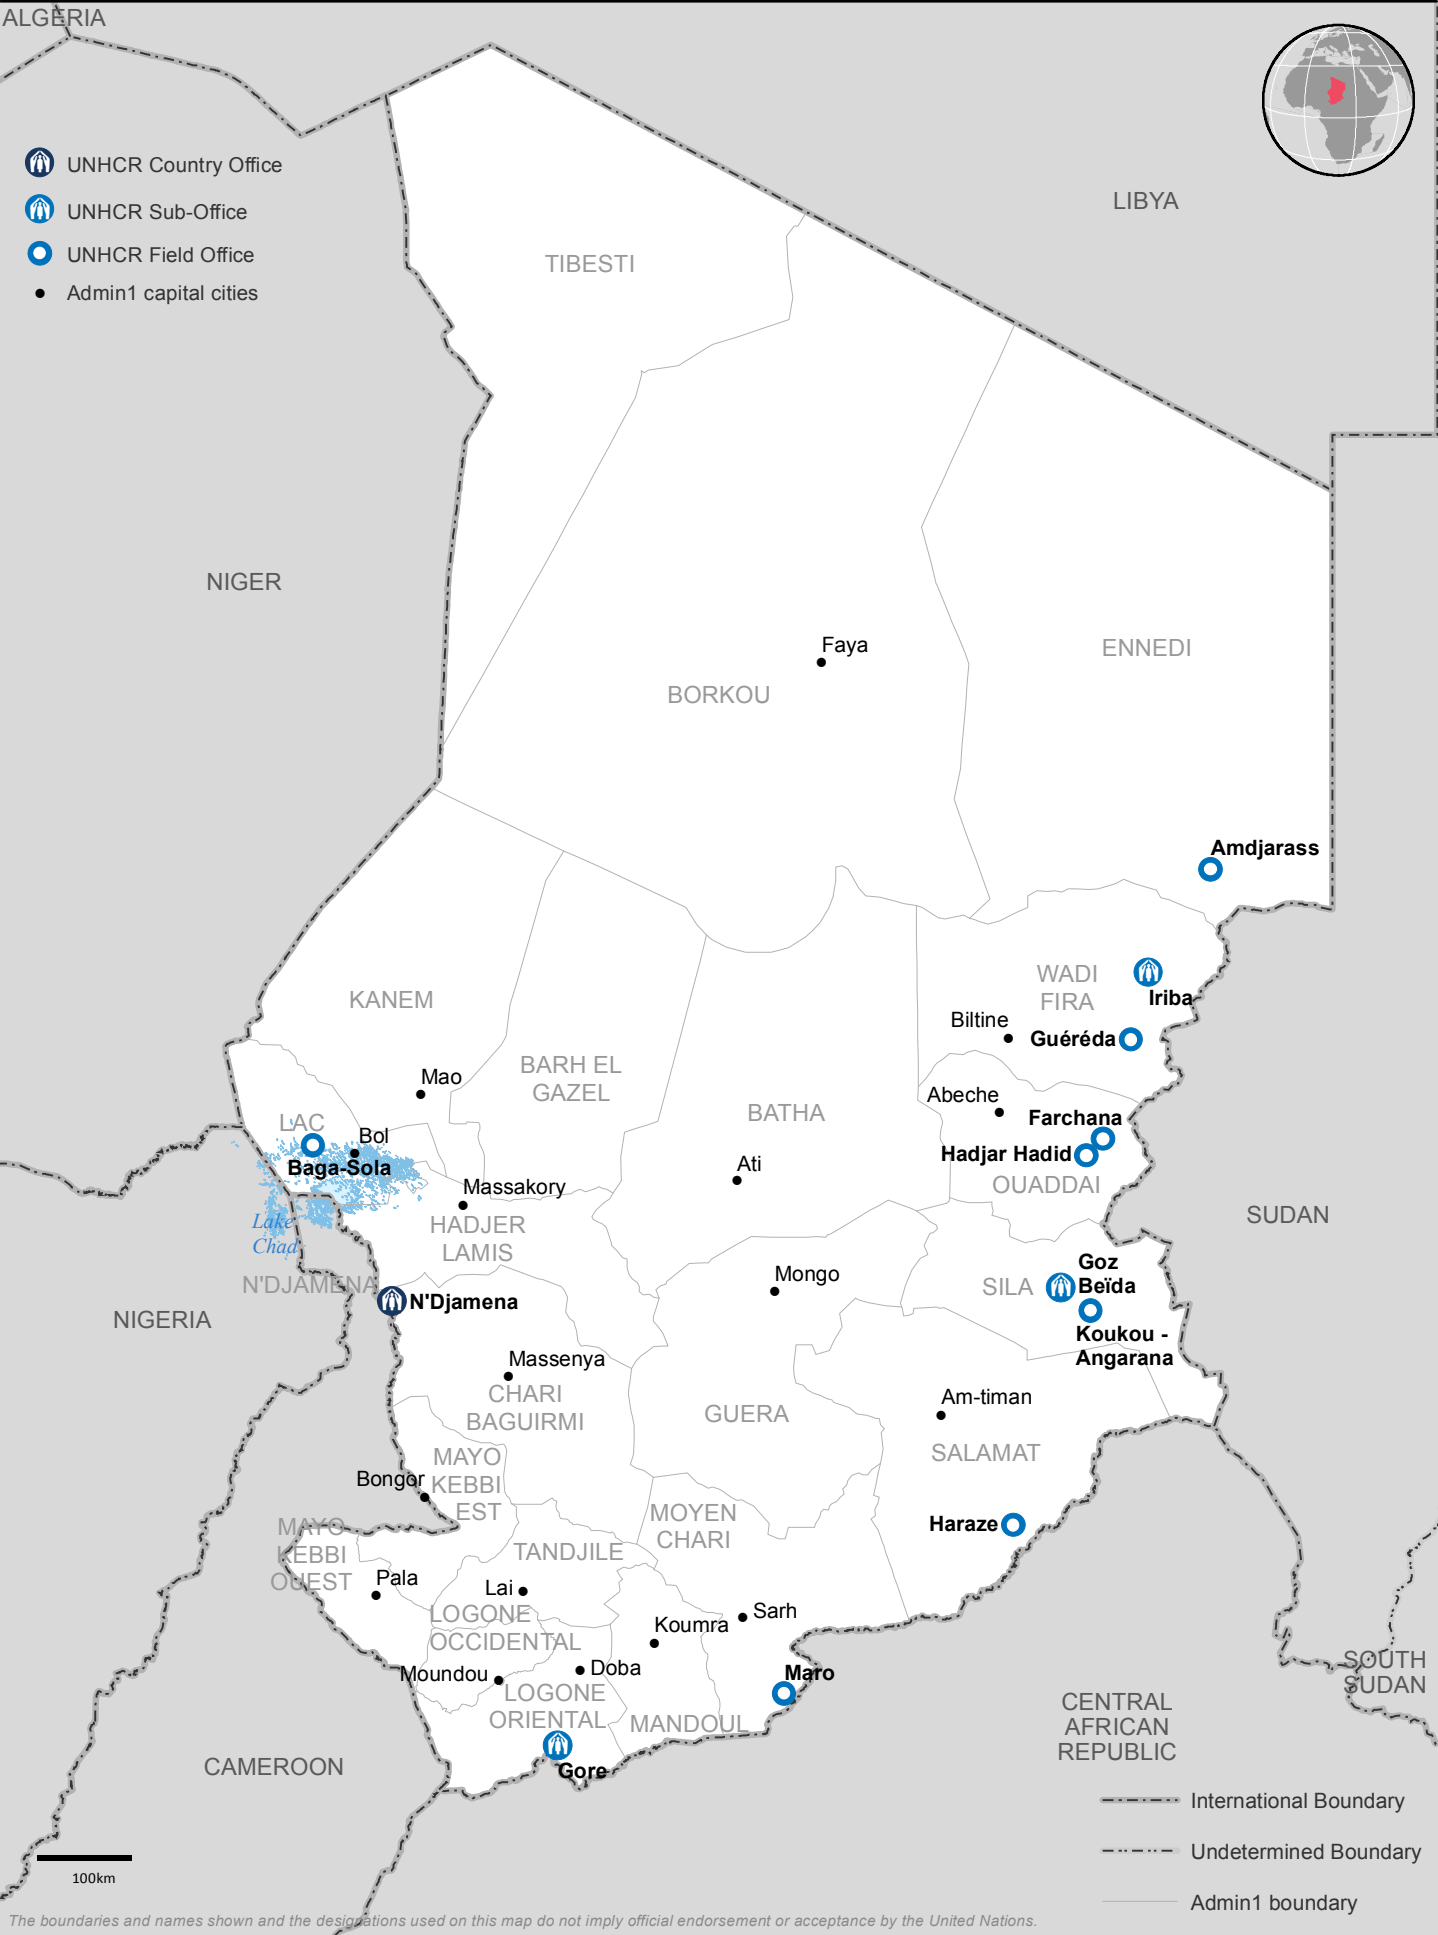 ALGERIA
UNHCR Country Office
UNHCR Sub-Office
UNHCR Field Office
Admin1 capital cities
LIBYA
TIBESTI
NIGER
Faya
BORKOU
ENNEDI
Amdjarass
WADI
FIRA
Iriba
KANEM
Biltine
Guéréda
BARH EL
GAZEL
Mao
BATHA
Abeche
Farchana
LAC
Bol
Hadjar Hadid
Baga-Sola
Ati
OUADDAI
Massakory
HADJER
LAMIS
Lake
Chad
SUDAN
N'DJAMENA
N'Djamena
Mongo
SILA
Goz
Beïda
Koukou -
Angarana
NIGERIA
Massenya
CHARI
BAGUIRMI
GUERA
Am-timan
SALAMAT
MAYO
KEBBI
EST
Bongor
MOYEN
CHARI
Haraze
MAYO
KEBBI
OUEST
TANDJILE
Pala
Lai
LOGONE
OCCIDENTAL
Koumra
Sarh
Moundou
Doba
Maro
LOGONE
ORIENTAL
MANDOUL
Gore
SOUTH
SUDAN
CENTRAL
AFRICAN
REPUBLIC
CAMEROON
International Boundary
Undetermined Boundary
Admin1 boundary
100km
The boundaries and names shown and the designations used on this map do not imply official endorsement or acceptance by the United Nations.